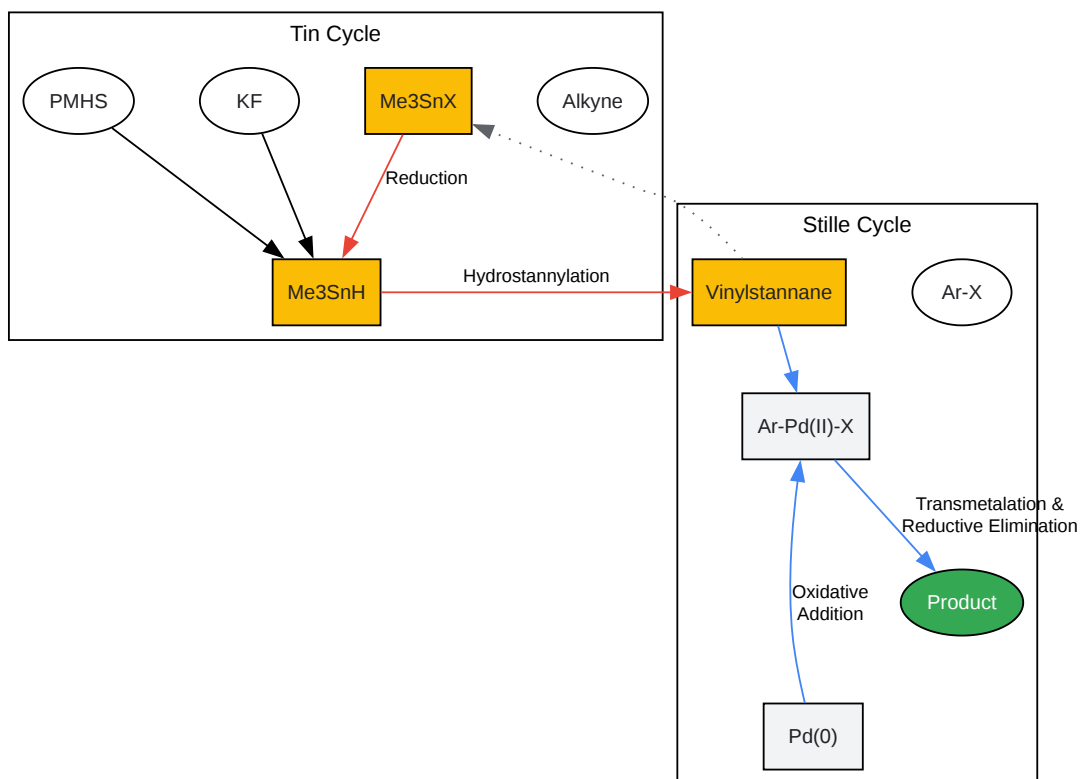 Tin Cycle
PMHS
KF
Me3SnX
Alkyne
Reduction
Me3SnH
Hydrostannylation
Stille Cycle
Vinylstannane
Ar-X
Ar-Pd(II)-X
Transmetalation &
Reductive Elimination
Oxidative
Addition
Product
Pd(0)